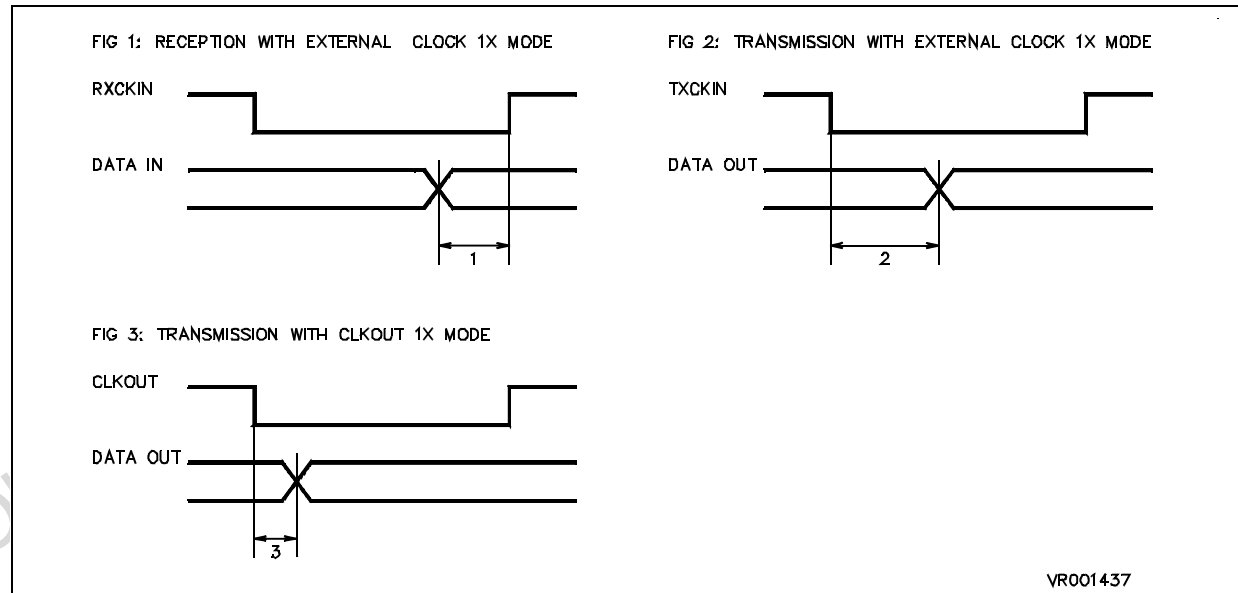 FIG 1: RECEPTION WITH EXTERNAL CLOCK 1X MODE
RXCKIN
DATA IN
1
FIG 2: TRANSMISSION WITH EXTERNAL CLOCK 1X MODE
TXCKIN
DATA OUT
2
FIG 3: TRANSMISSION WITH CLKOUT 1X MODE
CLKOUT
DATA OUT
3
VR001437